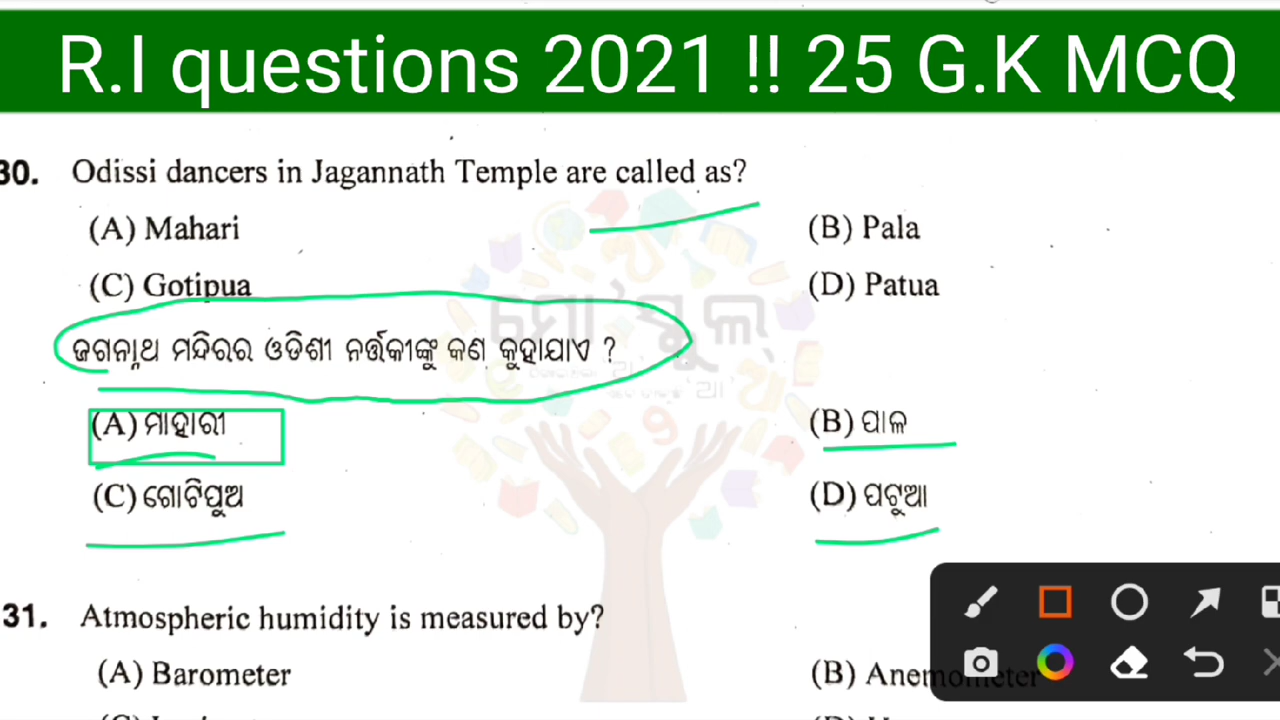 R.I questions 2021 !! 25 G.K MCQ
30. Odissi dancers in Jagannath Temple are called as?
(A) Mahari (B) Pala
(C) Gotipua (D) Patua
ଜଗନ୍ନାଥ ମନ୍ଦିରର ଓଡିଶୀ ନର୍ତ୍ତକୀଙ୍କୁ କଣ କୁହାଯାଏ ?
(A) ମାହାରୀ (B) ପାଳ
(C) ଗୋଟିପୁଅ (D) ପଟୁଆ
ମୋ'ସ୍କୁଲ
31. Atmospheric humidity is measured by?
(A) Barometer (B) Anemometer